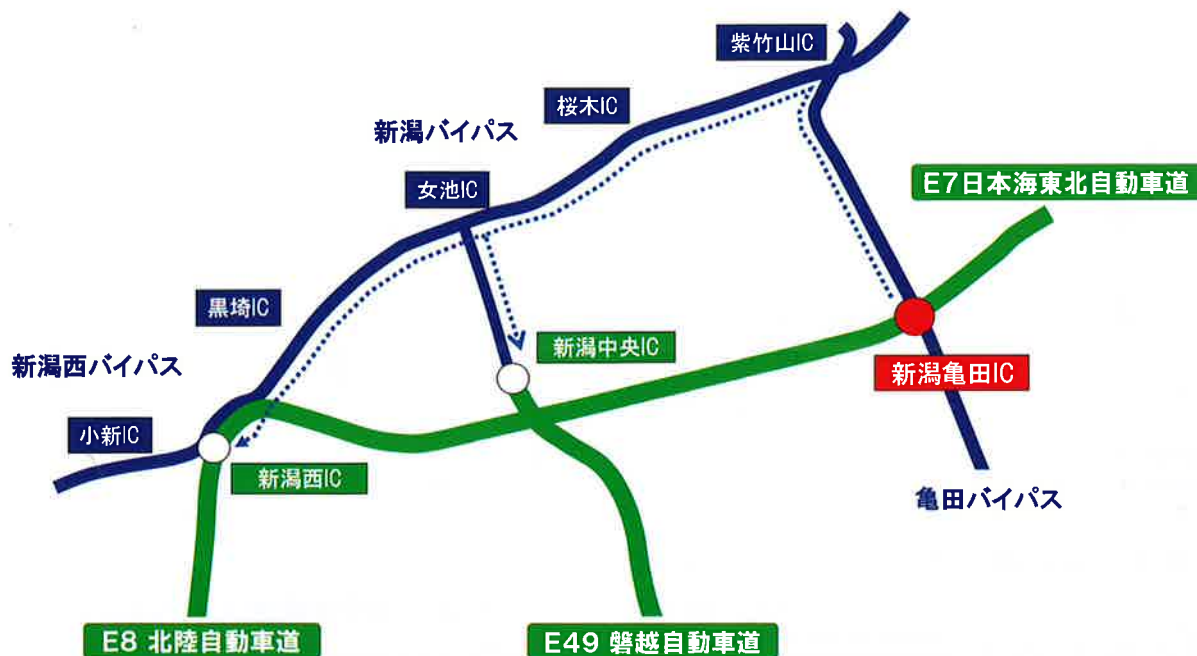 紫竹山IC
桜木IC
新潟バイパス
女池IC
E7日本海東北自動車道
黒埼IC
新潟中央IC
新潟西バイパス
新潟亀田IC
小新IC
新潟西IC
亀田バイパス
E8 北陸自動車道
E49 磐越自動車道